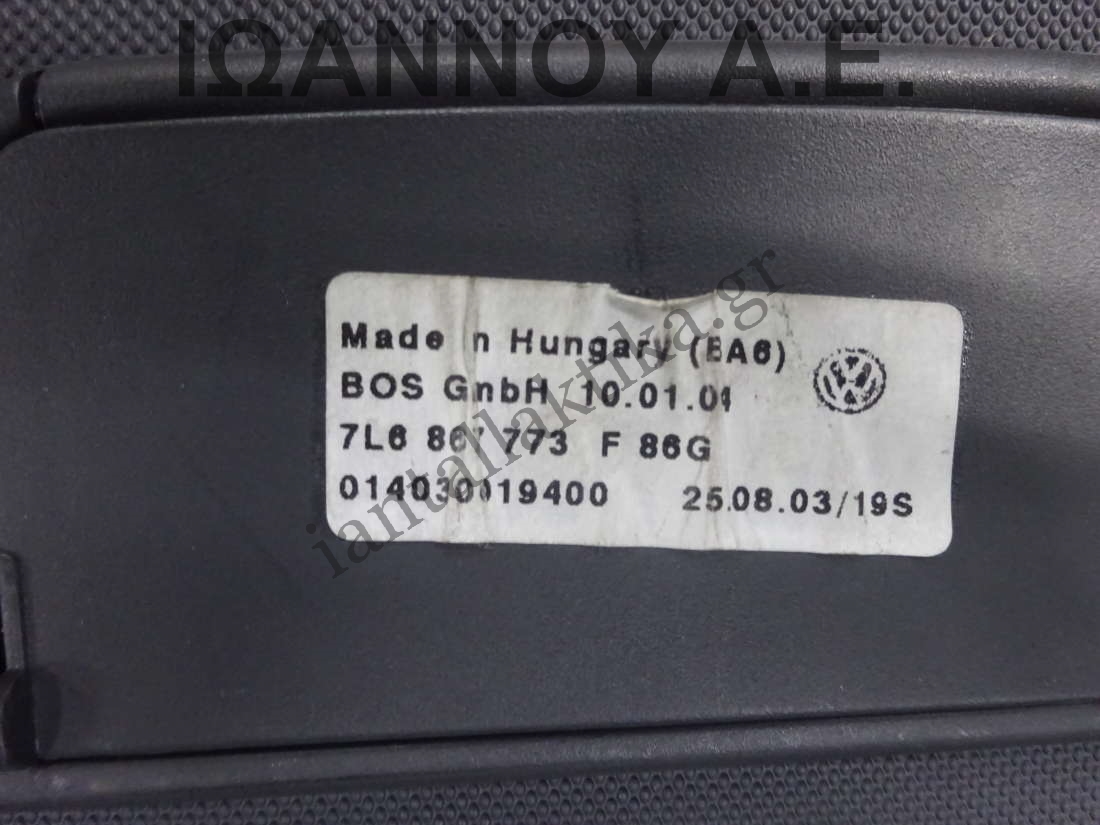 ΙΩΑΝΝΟΥ Α.Ε.
Made in Hungary (BA6)
BOS GmbH 10.01.04
7L6 867 773 F 86G
014030019400 25.08.03/19S
iantallaktika.gr